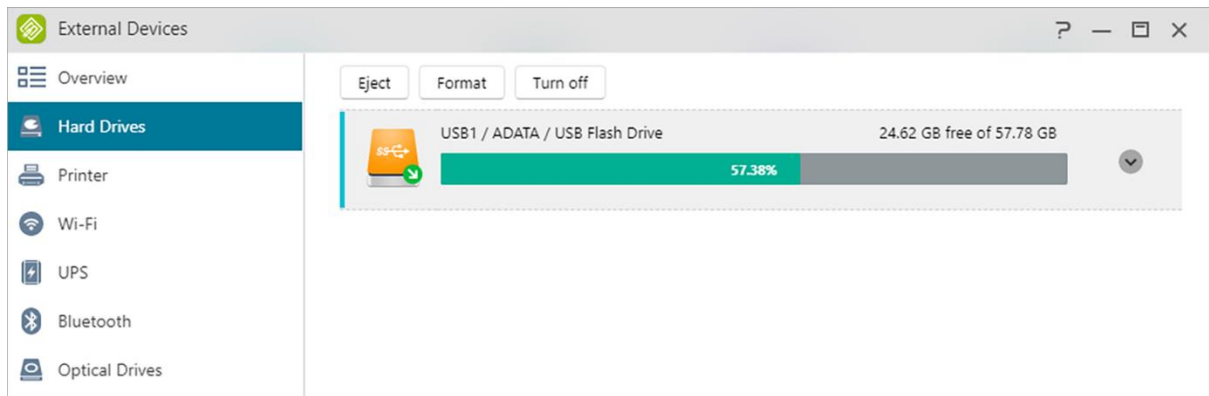 External Devices
Overview
Hard Drives
Printer
Wi-Fi
UPS
Bluetooth
Optical Drives
Eject Format Turn off
USB1 / ADATA / USB Flash Drive 24.62 GB free of 57.78 GB
SS
57.38%